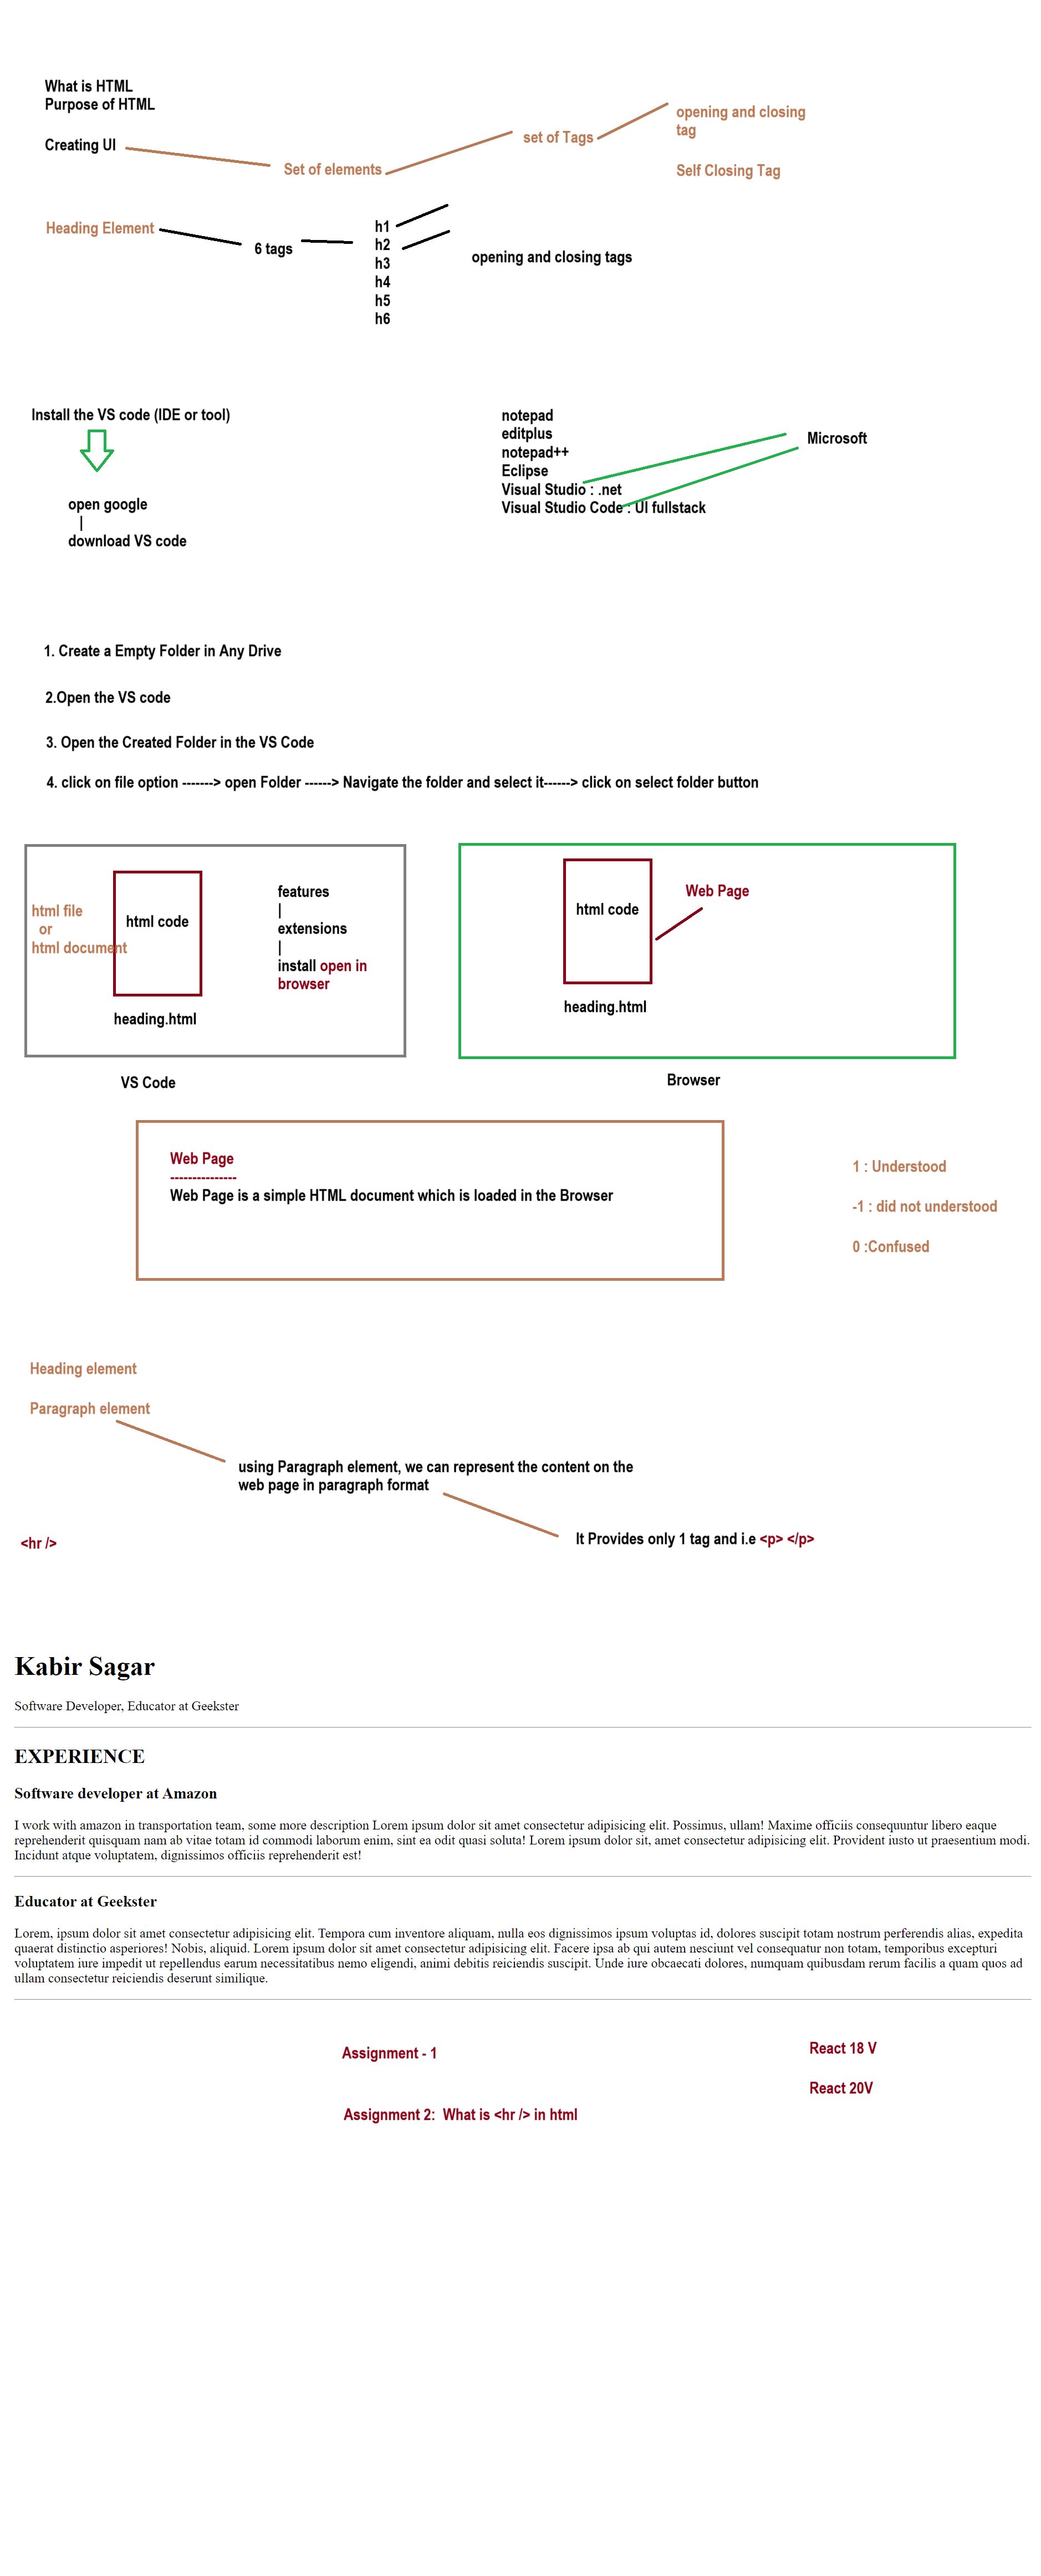 What is HTML
Purpose of HTML
Creating UI
Set of elements
set of Tags
opening and closing
tag
Self Closing Tag
Heading Element
6 tags
h1
h2
h3
h4
h5
h6
opening and closing tags
Install the VS code (IDE or tool)
open google
|
download VS code
notepad
editplus
notepad++
Eclipse
Visual Studio : .net
Visual Studio Code : UI fullstack
Microsoft
1. Create a Empty Folder in Any Drive
2.Open the VS code
3. Open the Created Folder in the VS Code
4. click on file option -------> open Folder ------> Navigate the folder and select it------> click on select folder button
html file
or
html document
html code
heading.html
features
|
extensions
|
install open in
browser
VS Code
html code
heading.html
Web Page
Browser
Web Page
---------------
Web Page is a simple HTML document which is loaded in the Browser
1 : Understood
-1 : did not understood
0 :Confused
Heading element
Paragraph element
using Paragraph element, we can represent the content on the
web page in paragraph format
It Provides only 1 tag and i.e <p> </p>
<hr />
Kabir Sagar
Software Developer, Educator at Geekster
EXPERIENCE
Software developer at Amazon
I work with amazon in transportation team, some more description Lorem ipsum dolor sit amet consectetur adipisicing elit. Possimus, ullam! Maxime officiis consequuntur libero eaque
reprehenderit quisquam nam ab vitae totam id commodi laborum enim, sint ea odit quasi soluta! Lorem ipsum dolor sit, amet consectetur adipisicing elit. Provident iusto ut praesentium modi.
Incidunt atque voluptatem, dignissimos officiis reprehenderit est!
Educator at Geekster
Lorem, ipsum dolor sit amet consectetur adipisicing elit. Tempora cum inventore aliquam, nulla eos dignissimos ipsum voluptas id, dolores suscipit totam nostrum perferendis alias, expedita
quaerat distinctio asperiores! Nobis, aliquid. Lorem ipsum dolor sit amet consectetur adipisicing elit. Facere ipsa ab qui autem nesciunt vel consequatur non totam, temporibus excepturi
voluptatem iure impedit ut repellendus earum necessitatibus nemo eligendi, animi debitis reiciendis suscipit. Unde iure obcaecati dolores, numquam quibusdam rerum facilis a quam quos ad
ullam consectetur reiciendis deserunt similique.
Assignment - 1
React 18 V
React 20V
Assignment 2:  What is <hr /> in html